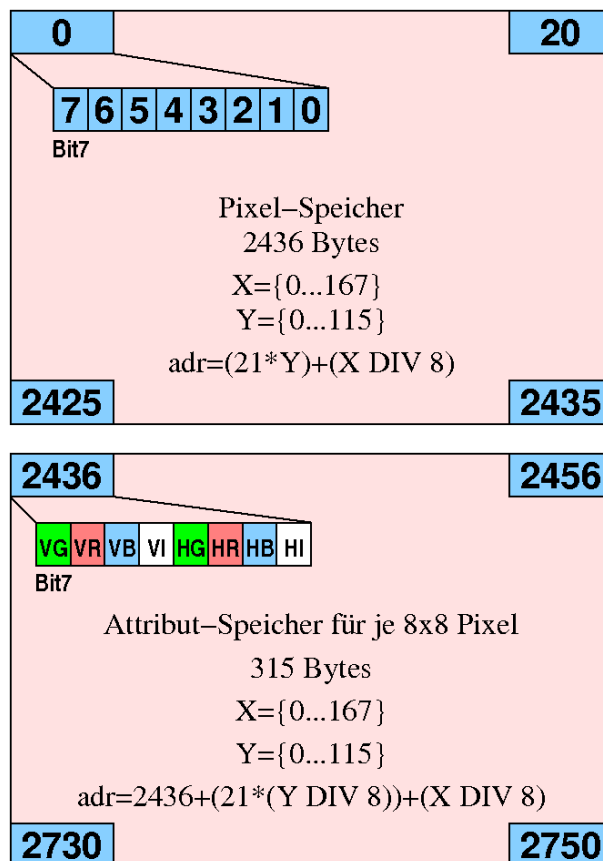 0 20
7 6 5 4 3 2 1 0
Bit7
Pixel–Speicher
2436 Bytes
X={0...167}
Y={0...115}
adr=(21*Y)+(X DIV 8)
2425 2435
2436 2456
VG VR VB VI HG HR HB HI
Bit7
Attribut–Speicher für je 8x8 Pixel
315 Bytes
X={0...167}
Y={0...115}
adr=2436+(21*(Y DIV 8))+(X DIV 8)
2730 2750